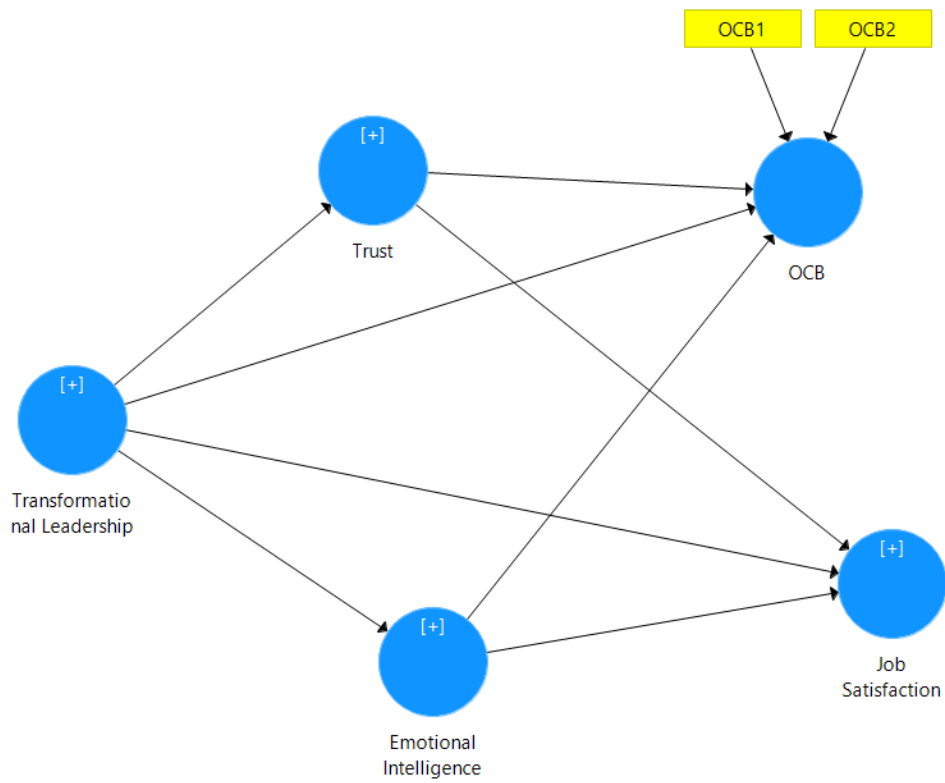 OCB1
OCB2
[+]
Trust
OCB
[+]
Transformatio
nal Leadership
[+]
Job
Satisfaction
[+]
Emotional
Intelligence